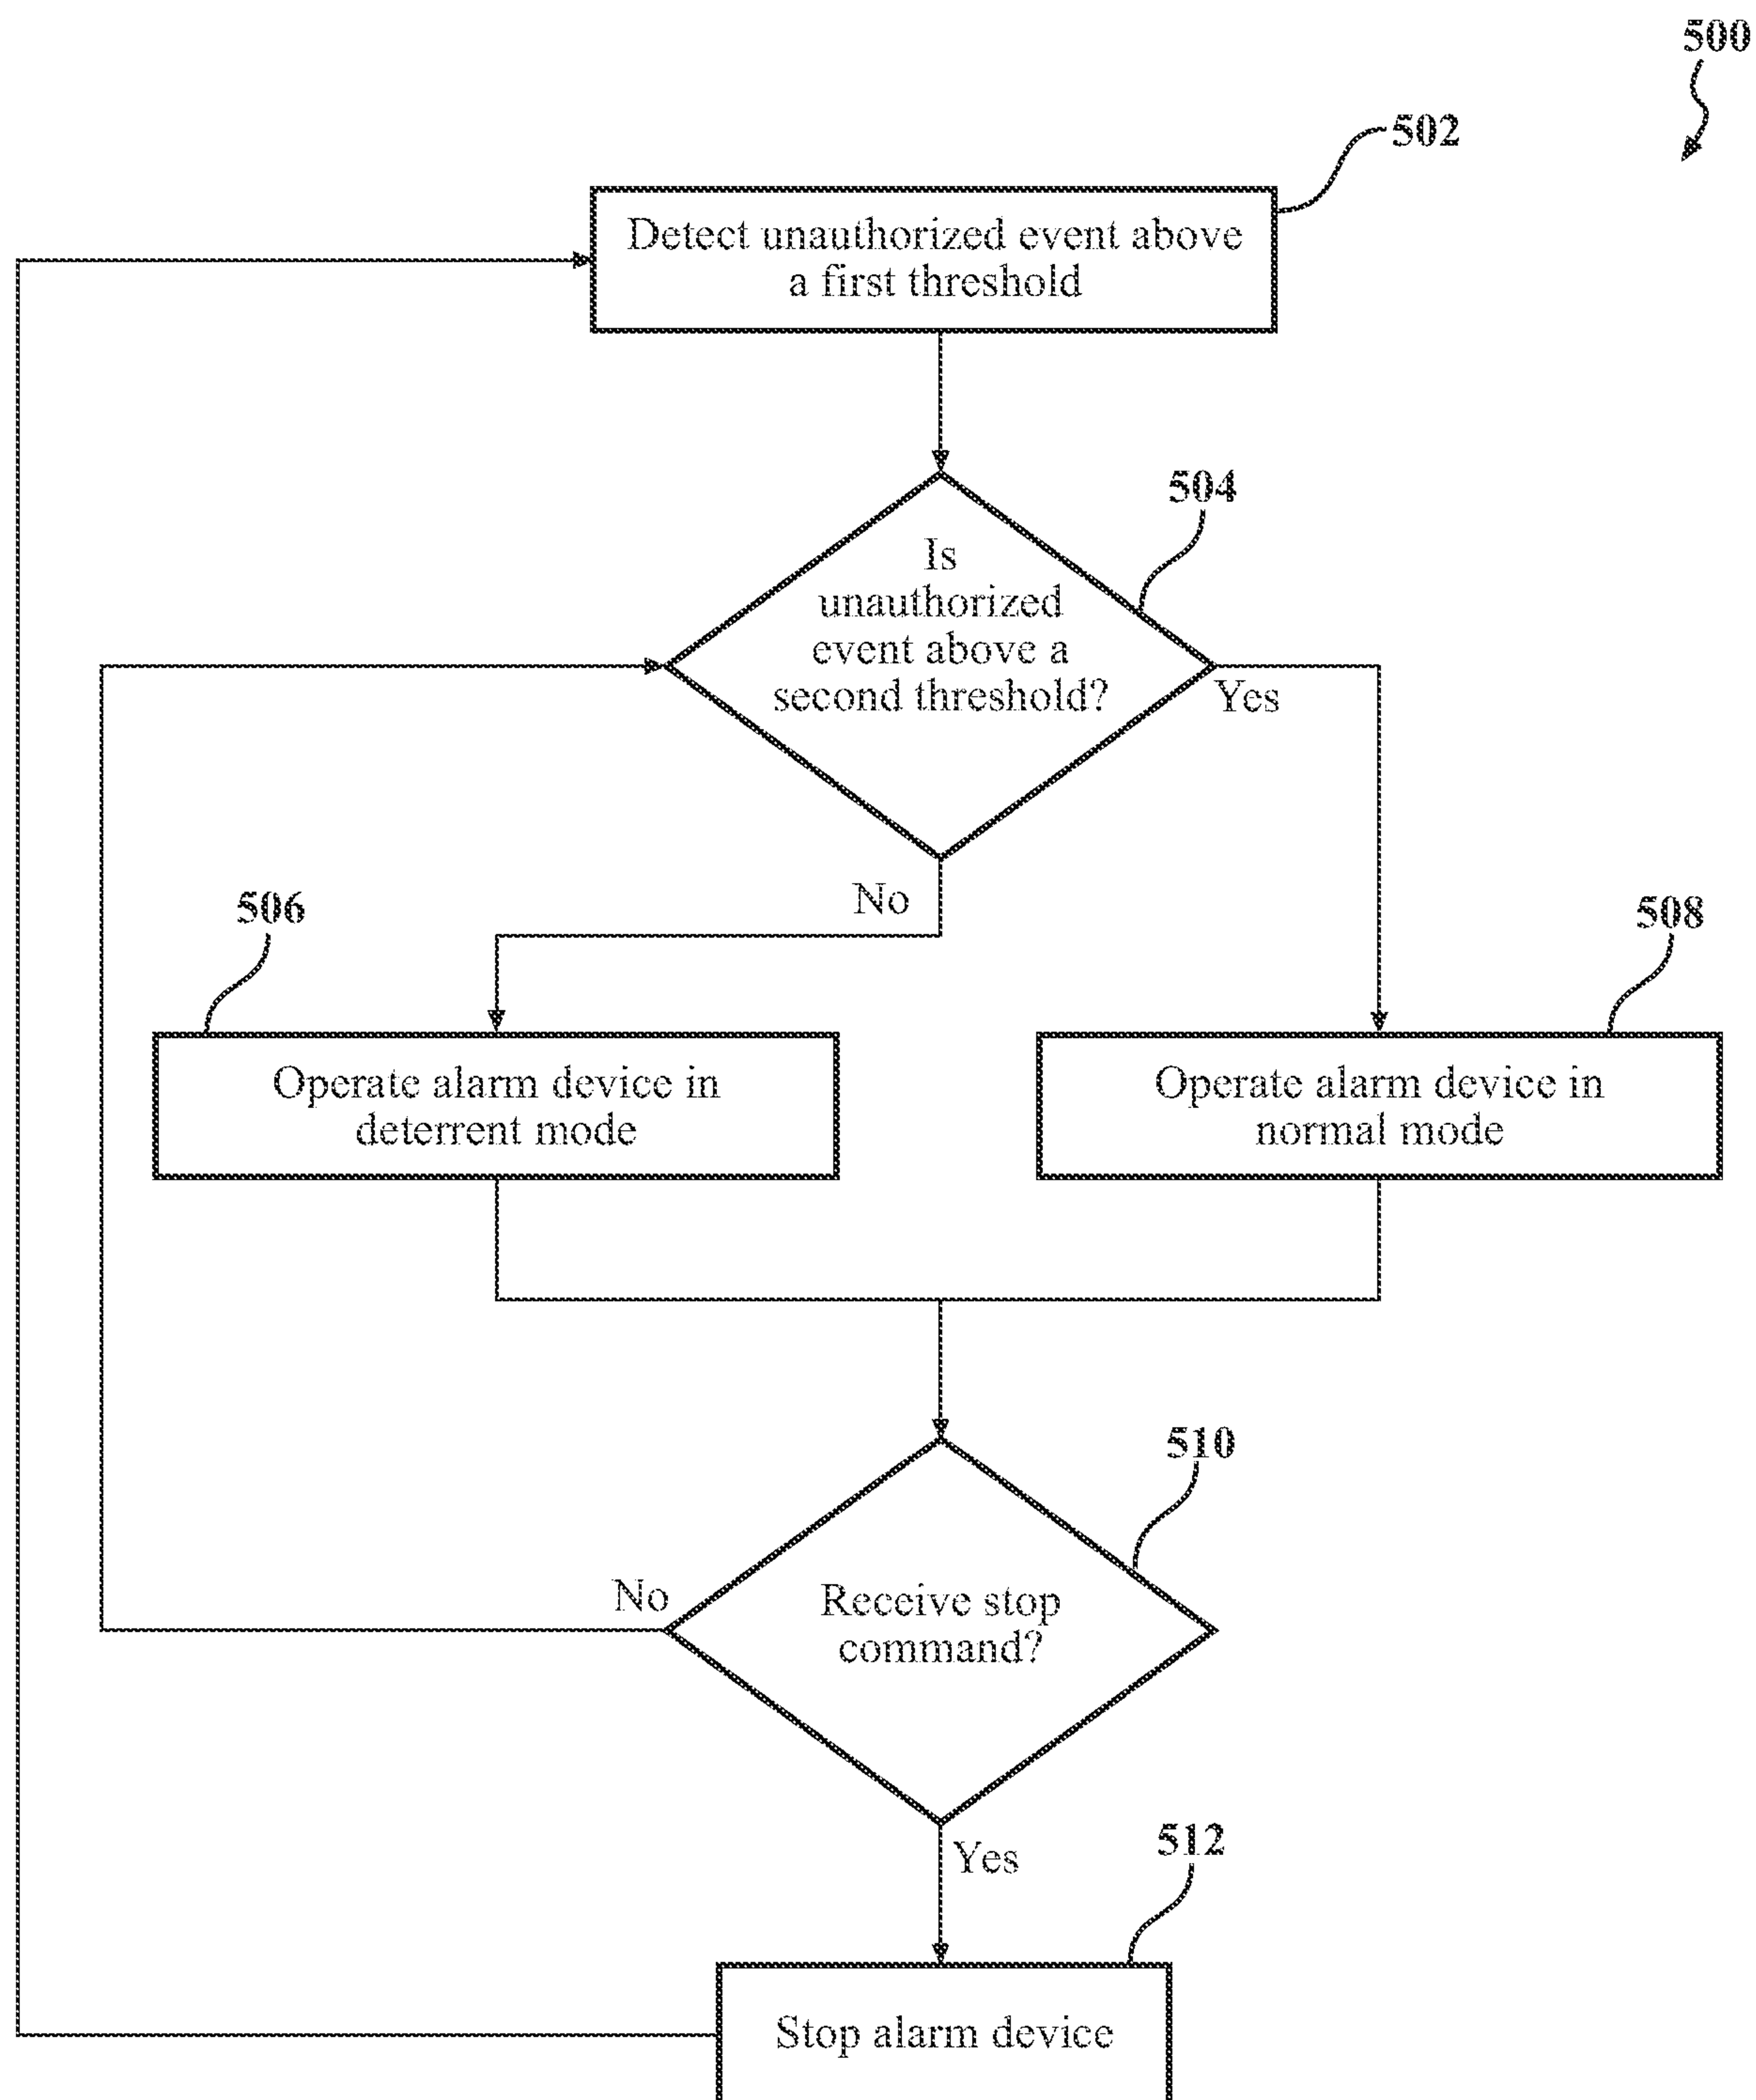 500
502
Detect unauthorized event above
a first threshold
504
Is
unauthorized
event above a
second threshold?
Yes
No
506
508
Operate alarm device in
deterrent mode
Operate alarm device in
normal mode
510
No
Receive stop
command?
Yes
512
Stop alarm device